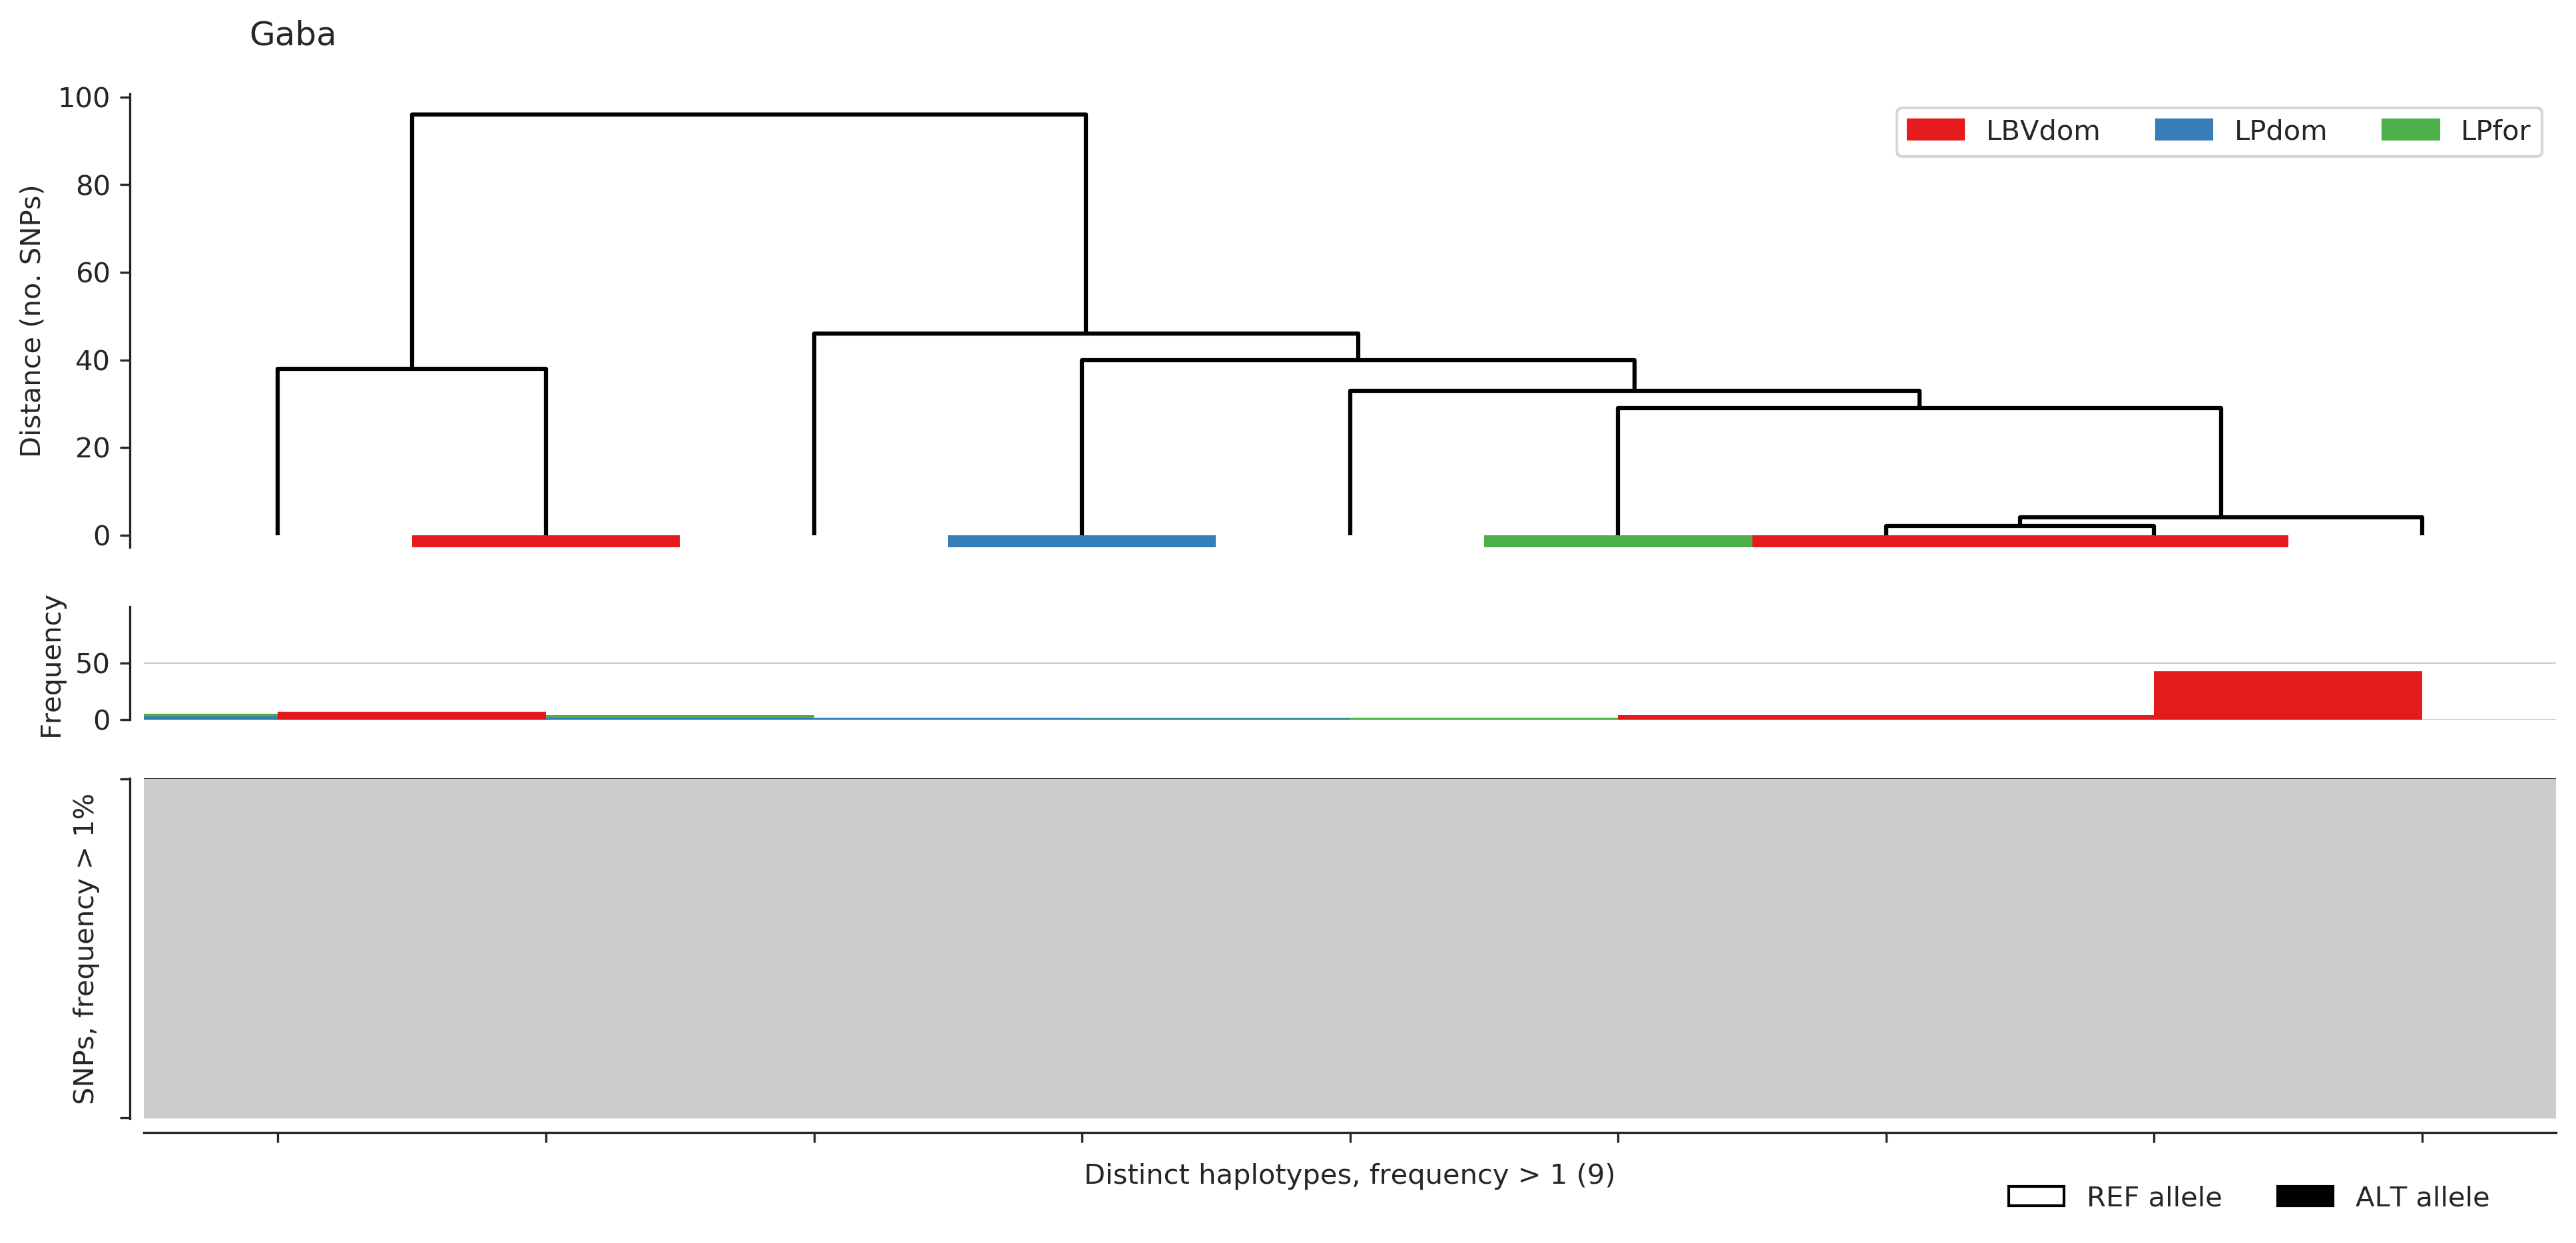 Gaba
100
80
60
40
20
0
Distance (no. SNPs)
LBVdom LPdom LPfor
50
0
Frequency
SNPs, frequency > 1%
Distinct haplotypes, frequency > 1 (9)
REF allele ALT allele